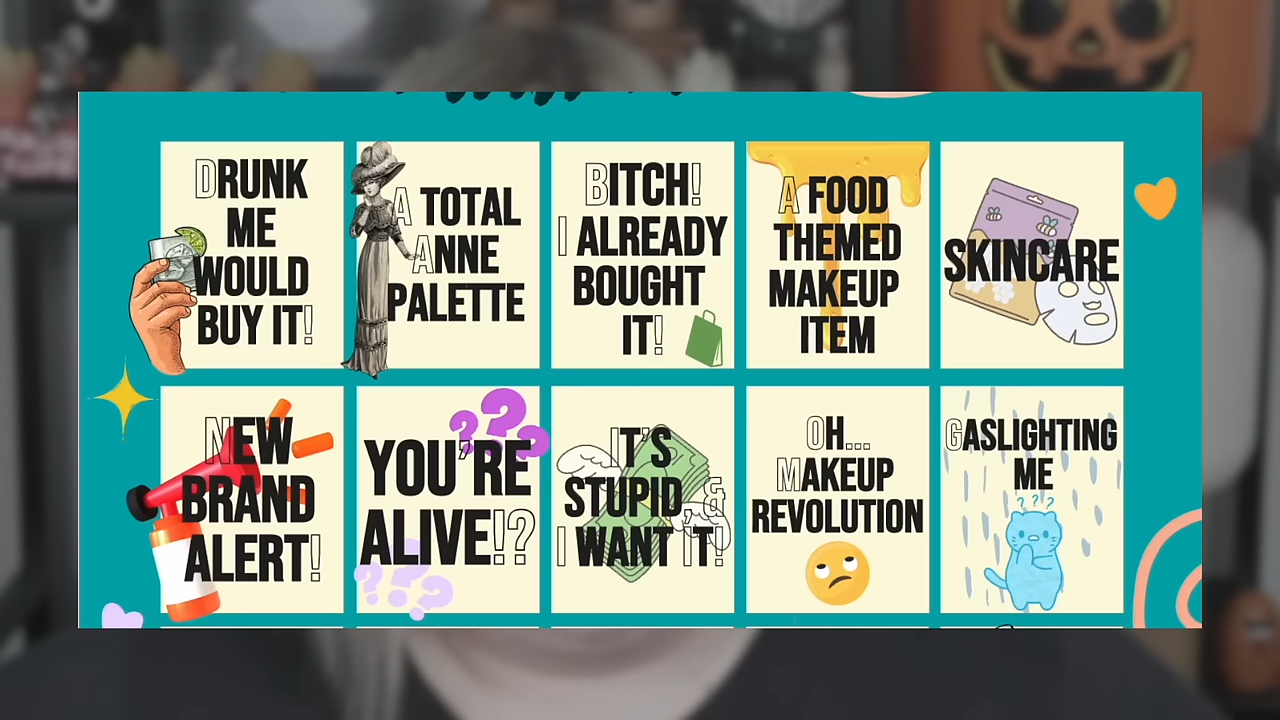 DRUNK
ME
WOULD
BUY IT!
A TOTAL
ANNE
PALETTE
BITCH!
I ALREADY
BOUGHT
IT!
A FOOD
THEMED
MAKEUP
ITEM
SKINCARE
NEW
BRAND
ALERT!
YOU'RE
ALIVE!?
IT'S
STUPID &
I WANT IT!
OH...
MAKEUP
REVOLUTION
GASLIGHTING
ME
???